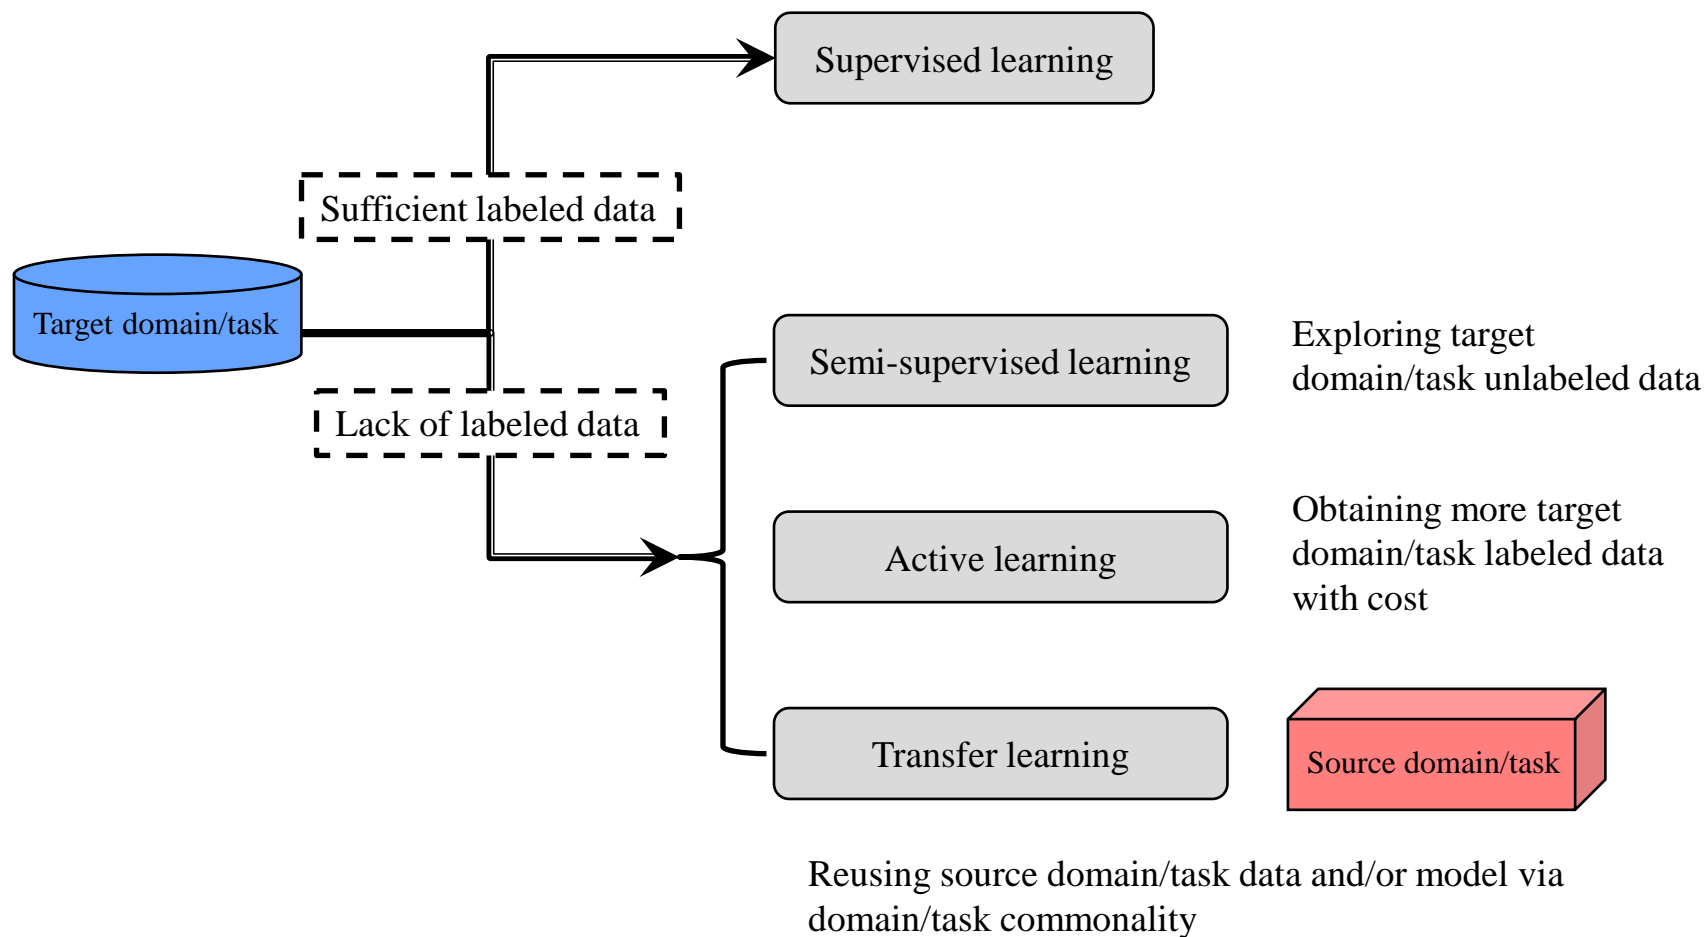 Supervised learning
Sufficient labeled data
Target domain/task
Lack of labeled data
Semi-supervised learning
Exploring target
domain/task unlabeled data
Active learning
Obtaining more target
domain/task labeled data
with cost
Transfer learning
Source domain/task
Reusing source domain/task data and/or model via
domain/task commonality